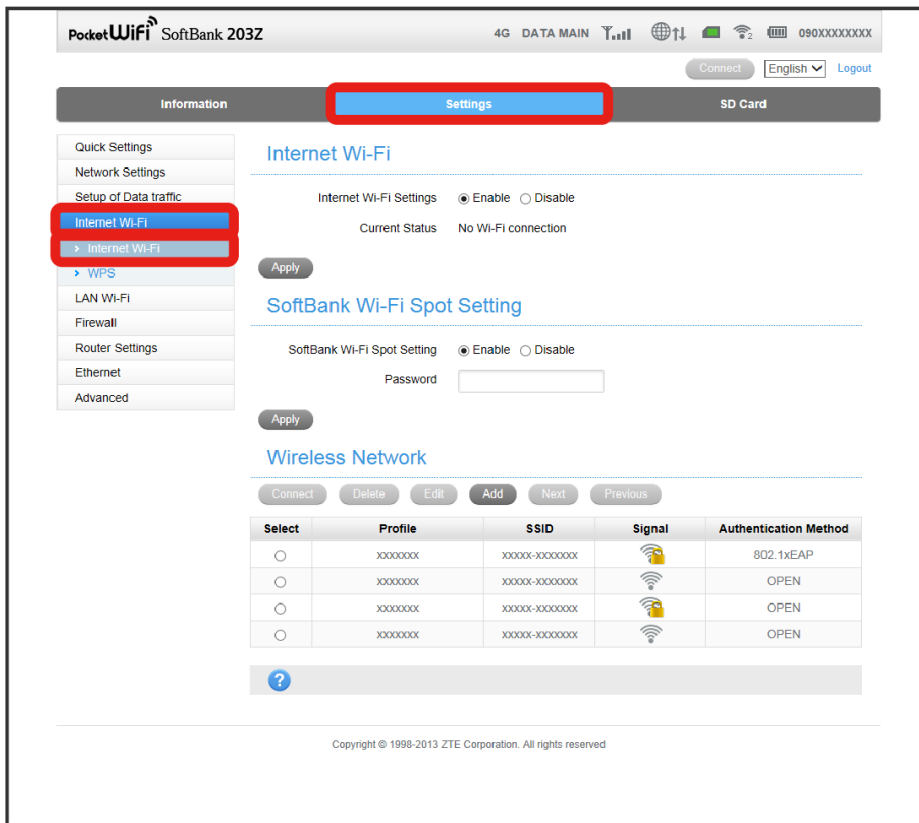 PocketWiFi SoftBank 203Z 4G DATA MAIN 2 090XXXXXXXX
Connect English Logout
Information Settings SD Card
Quick Settings
Network Settings
Setup of Data traffic
Internet Wi-Fi
> Internet Wi-Fi
> WPS
LAN Wi-Fi
Firewall
Router Settings
Ethernet
Advanced
Internet Wi-Fi
Internet Wi-Fi Settings Enable Disable
Current Status No Wi-Fi connection
Apply
SoftBank Wi-Fi Spot Setting
SoftBank Wi-Fi Spot Setting Enable Disable
Password
Apply
Wireless Network
Connect Delete Edit Add Next Previous
Select Profile SSID Signal Authentication Method
xxxxxxx xxxxx-xxxxxxx 802.1xEAP
xxxxxxx xxxxx-xxxxxxx OPEN
xxxxxxx xxxxx-xxxxxxx OPEN
xxxxxxx xxxxx-xxxxxxx OPEN
?
Copyright © 1998-2013 ZTE Corporation. All rights reserved